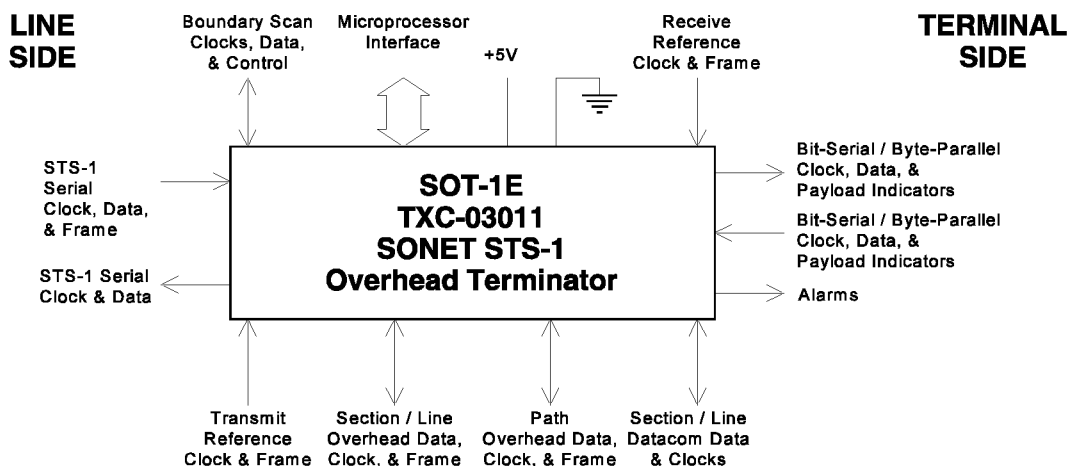 LINE
SIDE
Boundary Scan
Clocks, Data,
& Control
Microprocessor
Interface
+5V
Receive
Reference
Clock & Frame
TERMINAL
SIDE
STS-1
Serial
Clock, Data,
& Frame
STS-1 Serial
Clock & Data
SOT-1E
TXC-03011
SONET STS-1
Overhead Terminator
Bit-Serial / Byte-Parallel
Clock, Data, &
Payload Indicators
Bit-Serial / Byte-Parallel
Clock, Data, &
Payload Indicators
Alarms
Transmit
Reference
Clock & Frame
Section / Line
Overhead Data,
Clock, & Frame
Path
Overhead Data,
Clock, & Frame
Section / Line
Datacom Data
& Clocks